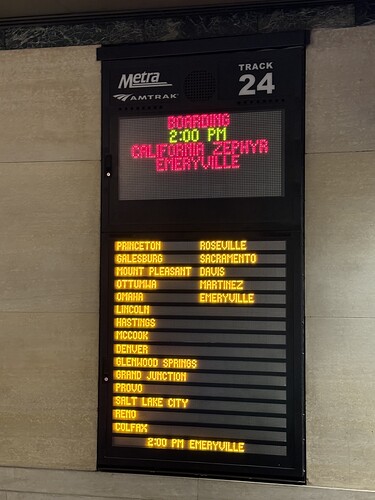 Metra
AMTRAK
TRACK
24
BOARDING
2:00 PM
CALIFORNIA ZEPHYR
EMERYVILLE
PRINCETON
GALESBURG
MOUNT PLEASANT
OTTUMWA
OMAHA
LINCOLN
HASTINGS
MCCOOK
DENVER
GLENWOOD SPRINGS
GRAND JUNCTION
PROVO
SALT LAKE CITY
RENO
COLFAX
ROSEVILLE
SACRAMENTO
DAVIS
MARTINEZ
EMERYVILLE
2:00 PM EMERYVILLE